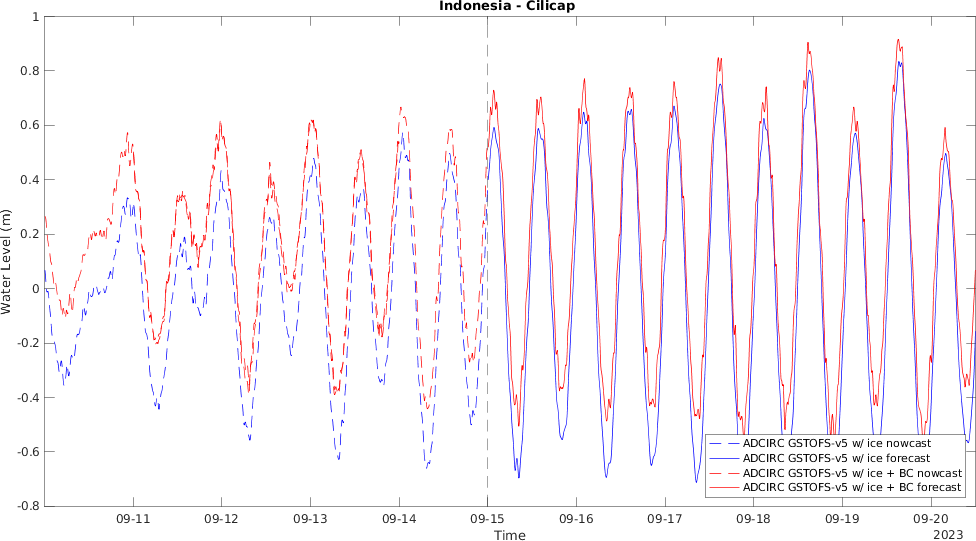 Indonesia - Cilicap
1
0.8
0.6
0.4
0.2
0
-0.2
-0.4
-0.6
-0.8
Water Level (m)
09-11 09-12 09-13 09-14 09-15 09-16 09-17 09-18 09-19 09-20
Time
2023
ADCIRC GSTOFS-v5 w/ ice nowcast
ADCIRC GSTOFS-v5 w/ ice forecast
ADCIRC GSTOFS-v5 w/ ice + BC nowcast
ADCIRC GSTOFS-v5 w/ ice + BC forecast